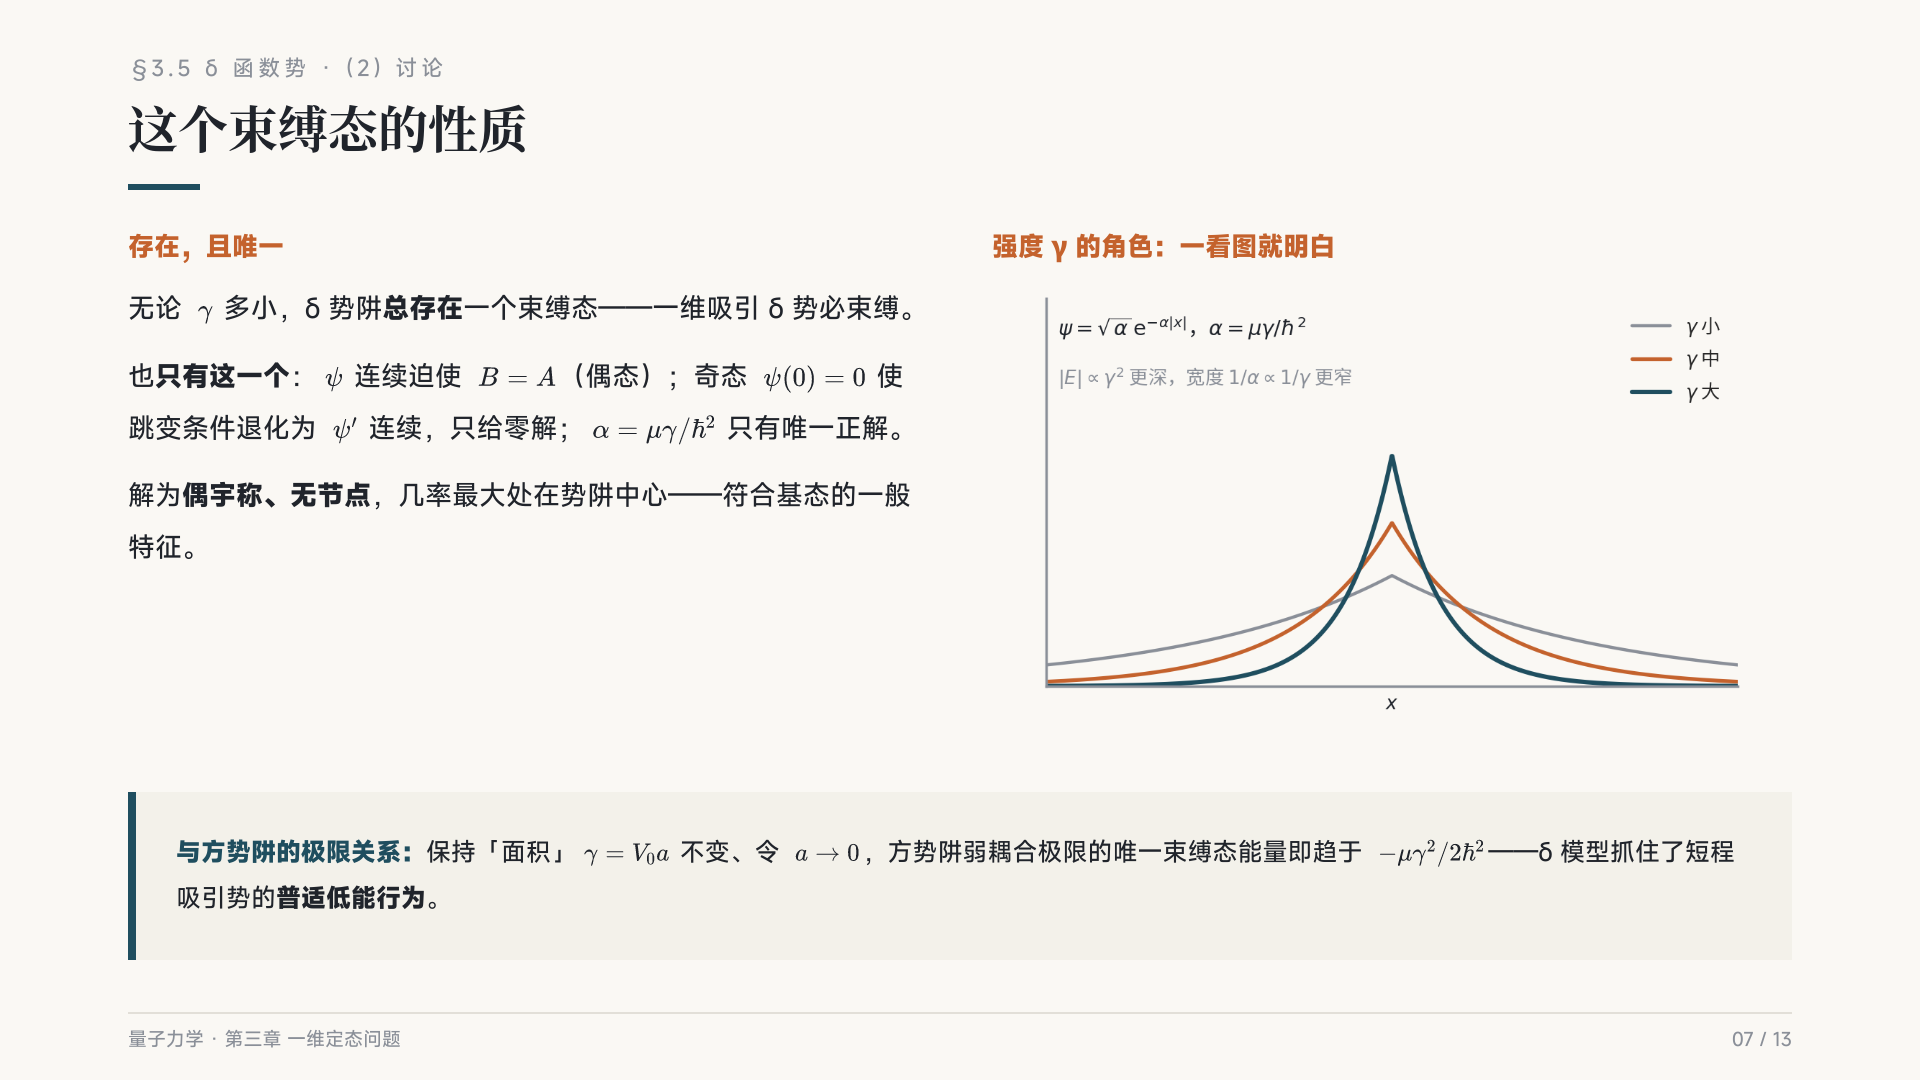 §3.5 δ 函数势 · (2) 讨论
这个束缚态的性质
存在，且唯一
无论 γ 多小，δ 势阱总存在一个束缚态——一维吸引 δ 势必束缚。
也只有这一个： ψ 连续迫使 B = A（偶态）；奇态 ψ(0) = 0 使
跳变条件退化为 ψ′ 连续，只给零解； α = μγ/ħ² 只有唯一正解。
解为偶宇称、无节点，几率最大处在势阱中心——符合基态的一般
特征。
强度 γ 的角色：一看图就明白
ψ = √α e^{−α|x|}，α = μγ/ħ²
|E| ∝ γ² 更深，宽度 1/α ∝ 1/γ 更窄
γ 小
γ 中
γ 大
x
与方势阱的极限关系：保持「面积」 γ = V₀a 不变、令 a → 0，方势阱弱耦合极限的唯一束缚态能量即趋于 −μγ²/2ħ²——δ 模型抓住了短程
吸引势的普适低能行为。
量子力学 · 第三章 一维定态问题
07 / 13